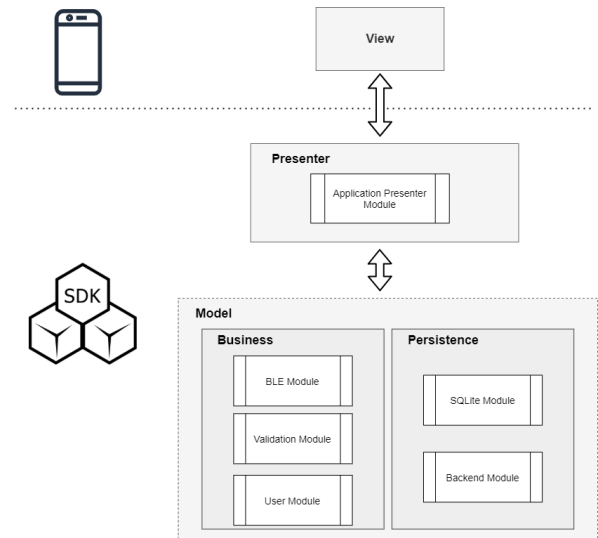 View
Presenter
Application Presenter
Module
SDK
Model
Business
BLE Module
Validation Module
User Module
Persistence
SQLite Module
Backend Module